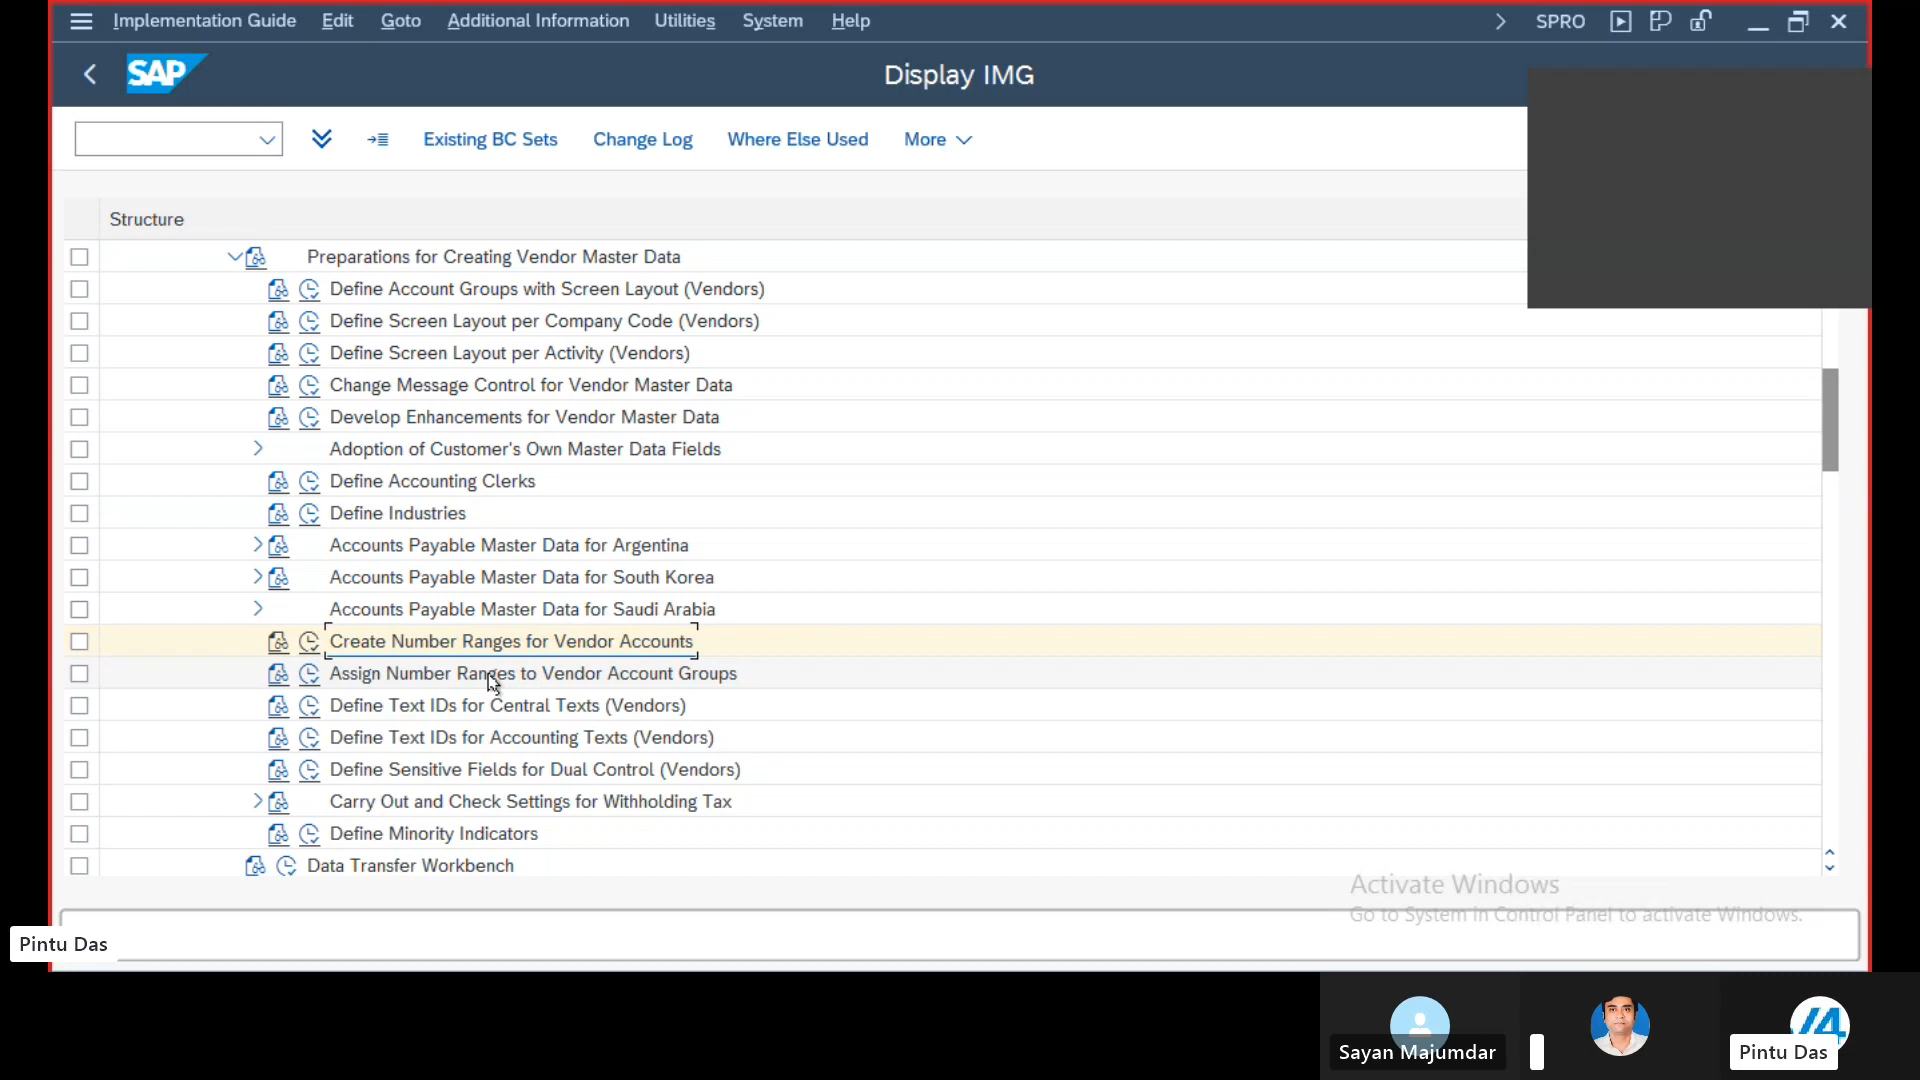 Implementation Guide Edit Goto Additional Information Utilities System Help SPRO
SAP Display IMG
Existing BC Sets Change Log Where Else Used More
Structure
Preparations for Creating Vendor Master Data
Define Account Groups with Screen Layout (Vendors)
Define Screen Layout per Company Code (Vendors)
Define Screen Layout per Activity (Vendors)
Change Message Control for Vendor Master Data
Develop Enhancements for Vendor Master Data
Adoption of Customer's Own Master Data Fields
Define Accounting Clerks
Define Industries
Accounts Payable Master Data for Argentina
Accounts Payable Master Data for South Korea
Accounts Payable Master Data for Saudi Arabia
Create Number Ranges for Vendor Accounts
Assign Number Ranges to Vendor Account Groups
Define Text IDs for Central Texts (Vendors)
Define Text IDs for Accounting Texts (Vendors)
Define Sensitive Fields for Dual Control (Vendors)
Carry Out and Check Settings for Withholding Tax
Define Minority Indicators
Data Transfer Workbench
Activate Windows
Go to System in Control Panel to activate Windows.
Pintu Das
Sayan Majumdar
Pintu Das